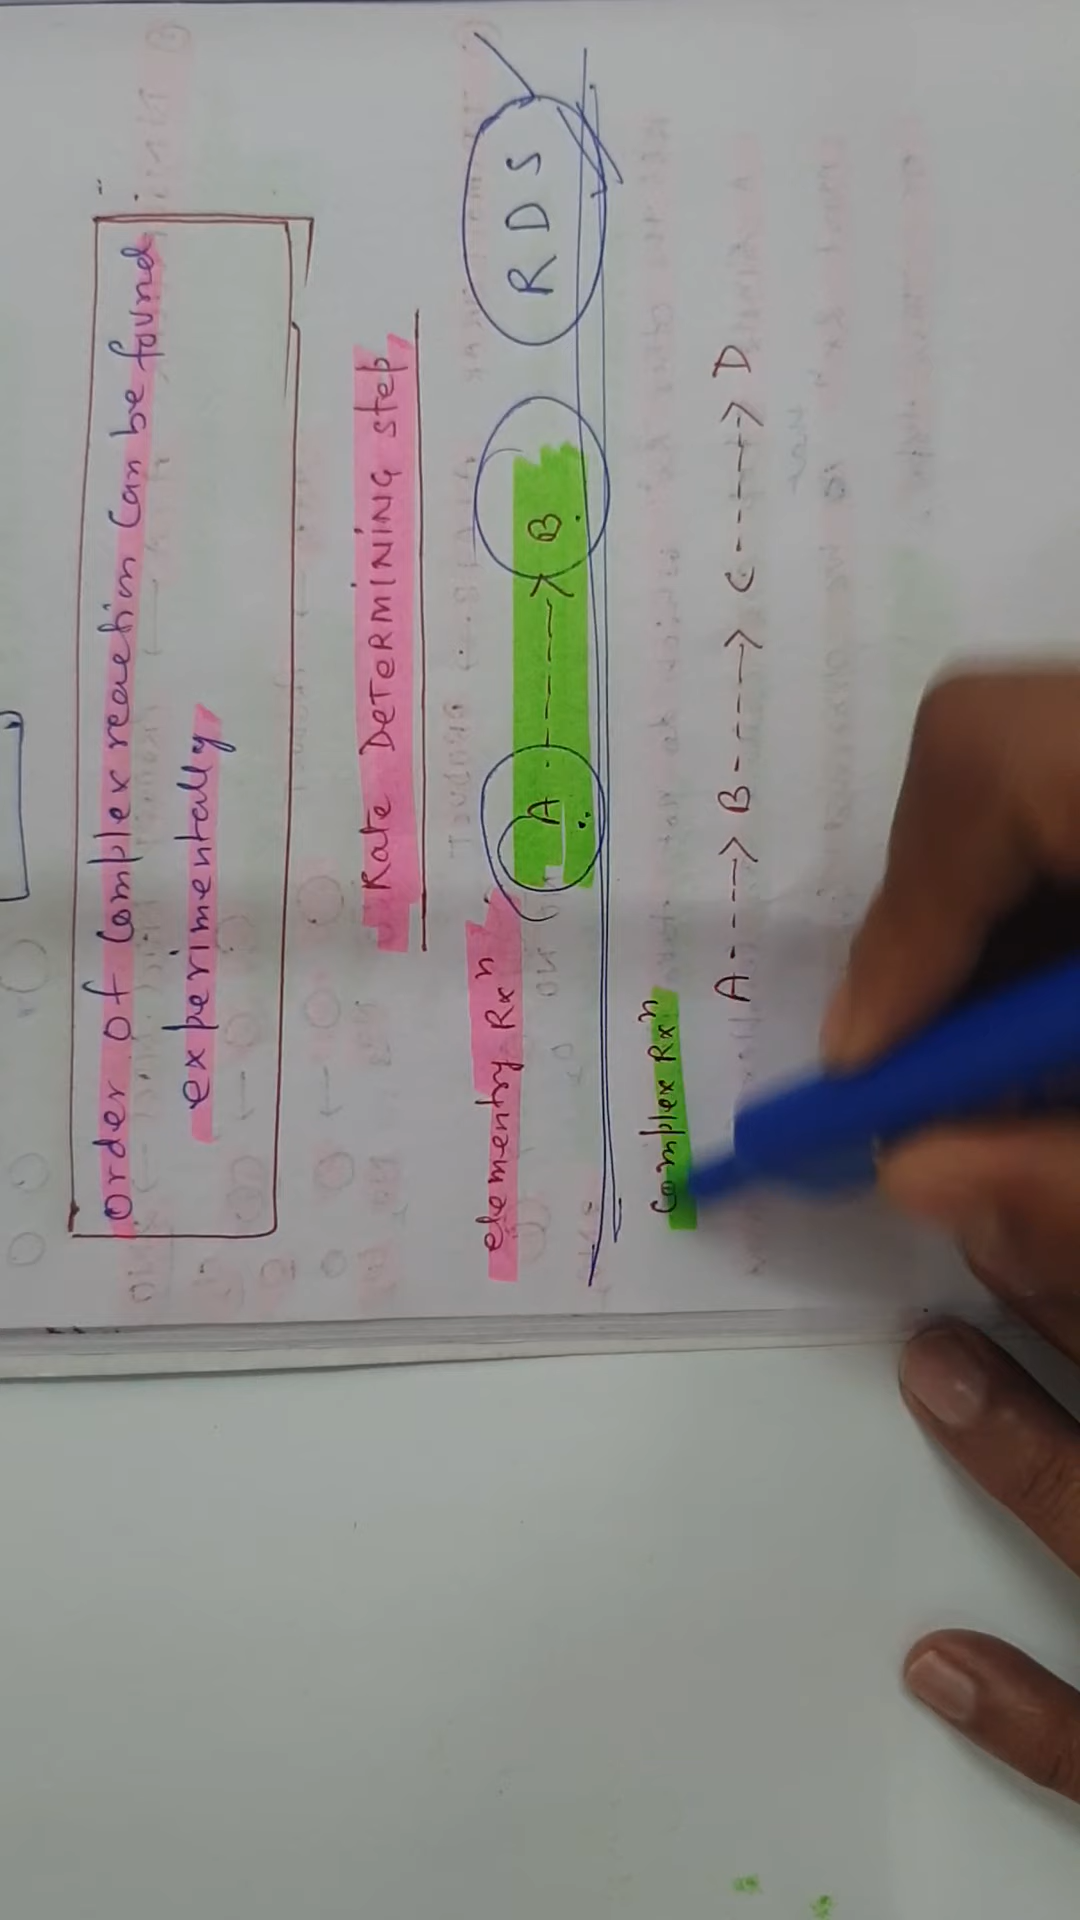 Order of Complex reaction Can be found
experimentally
Rate DETERMINING step
elementry Rxn
A ----> B
RDS
Complex Rxn
A ----> B ----> C ----> D